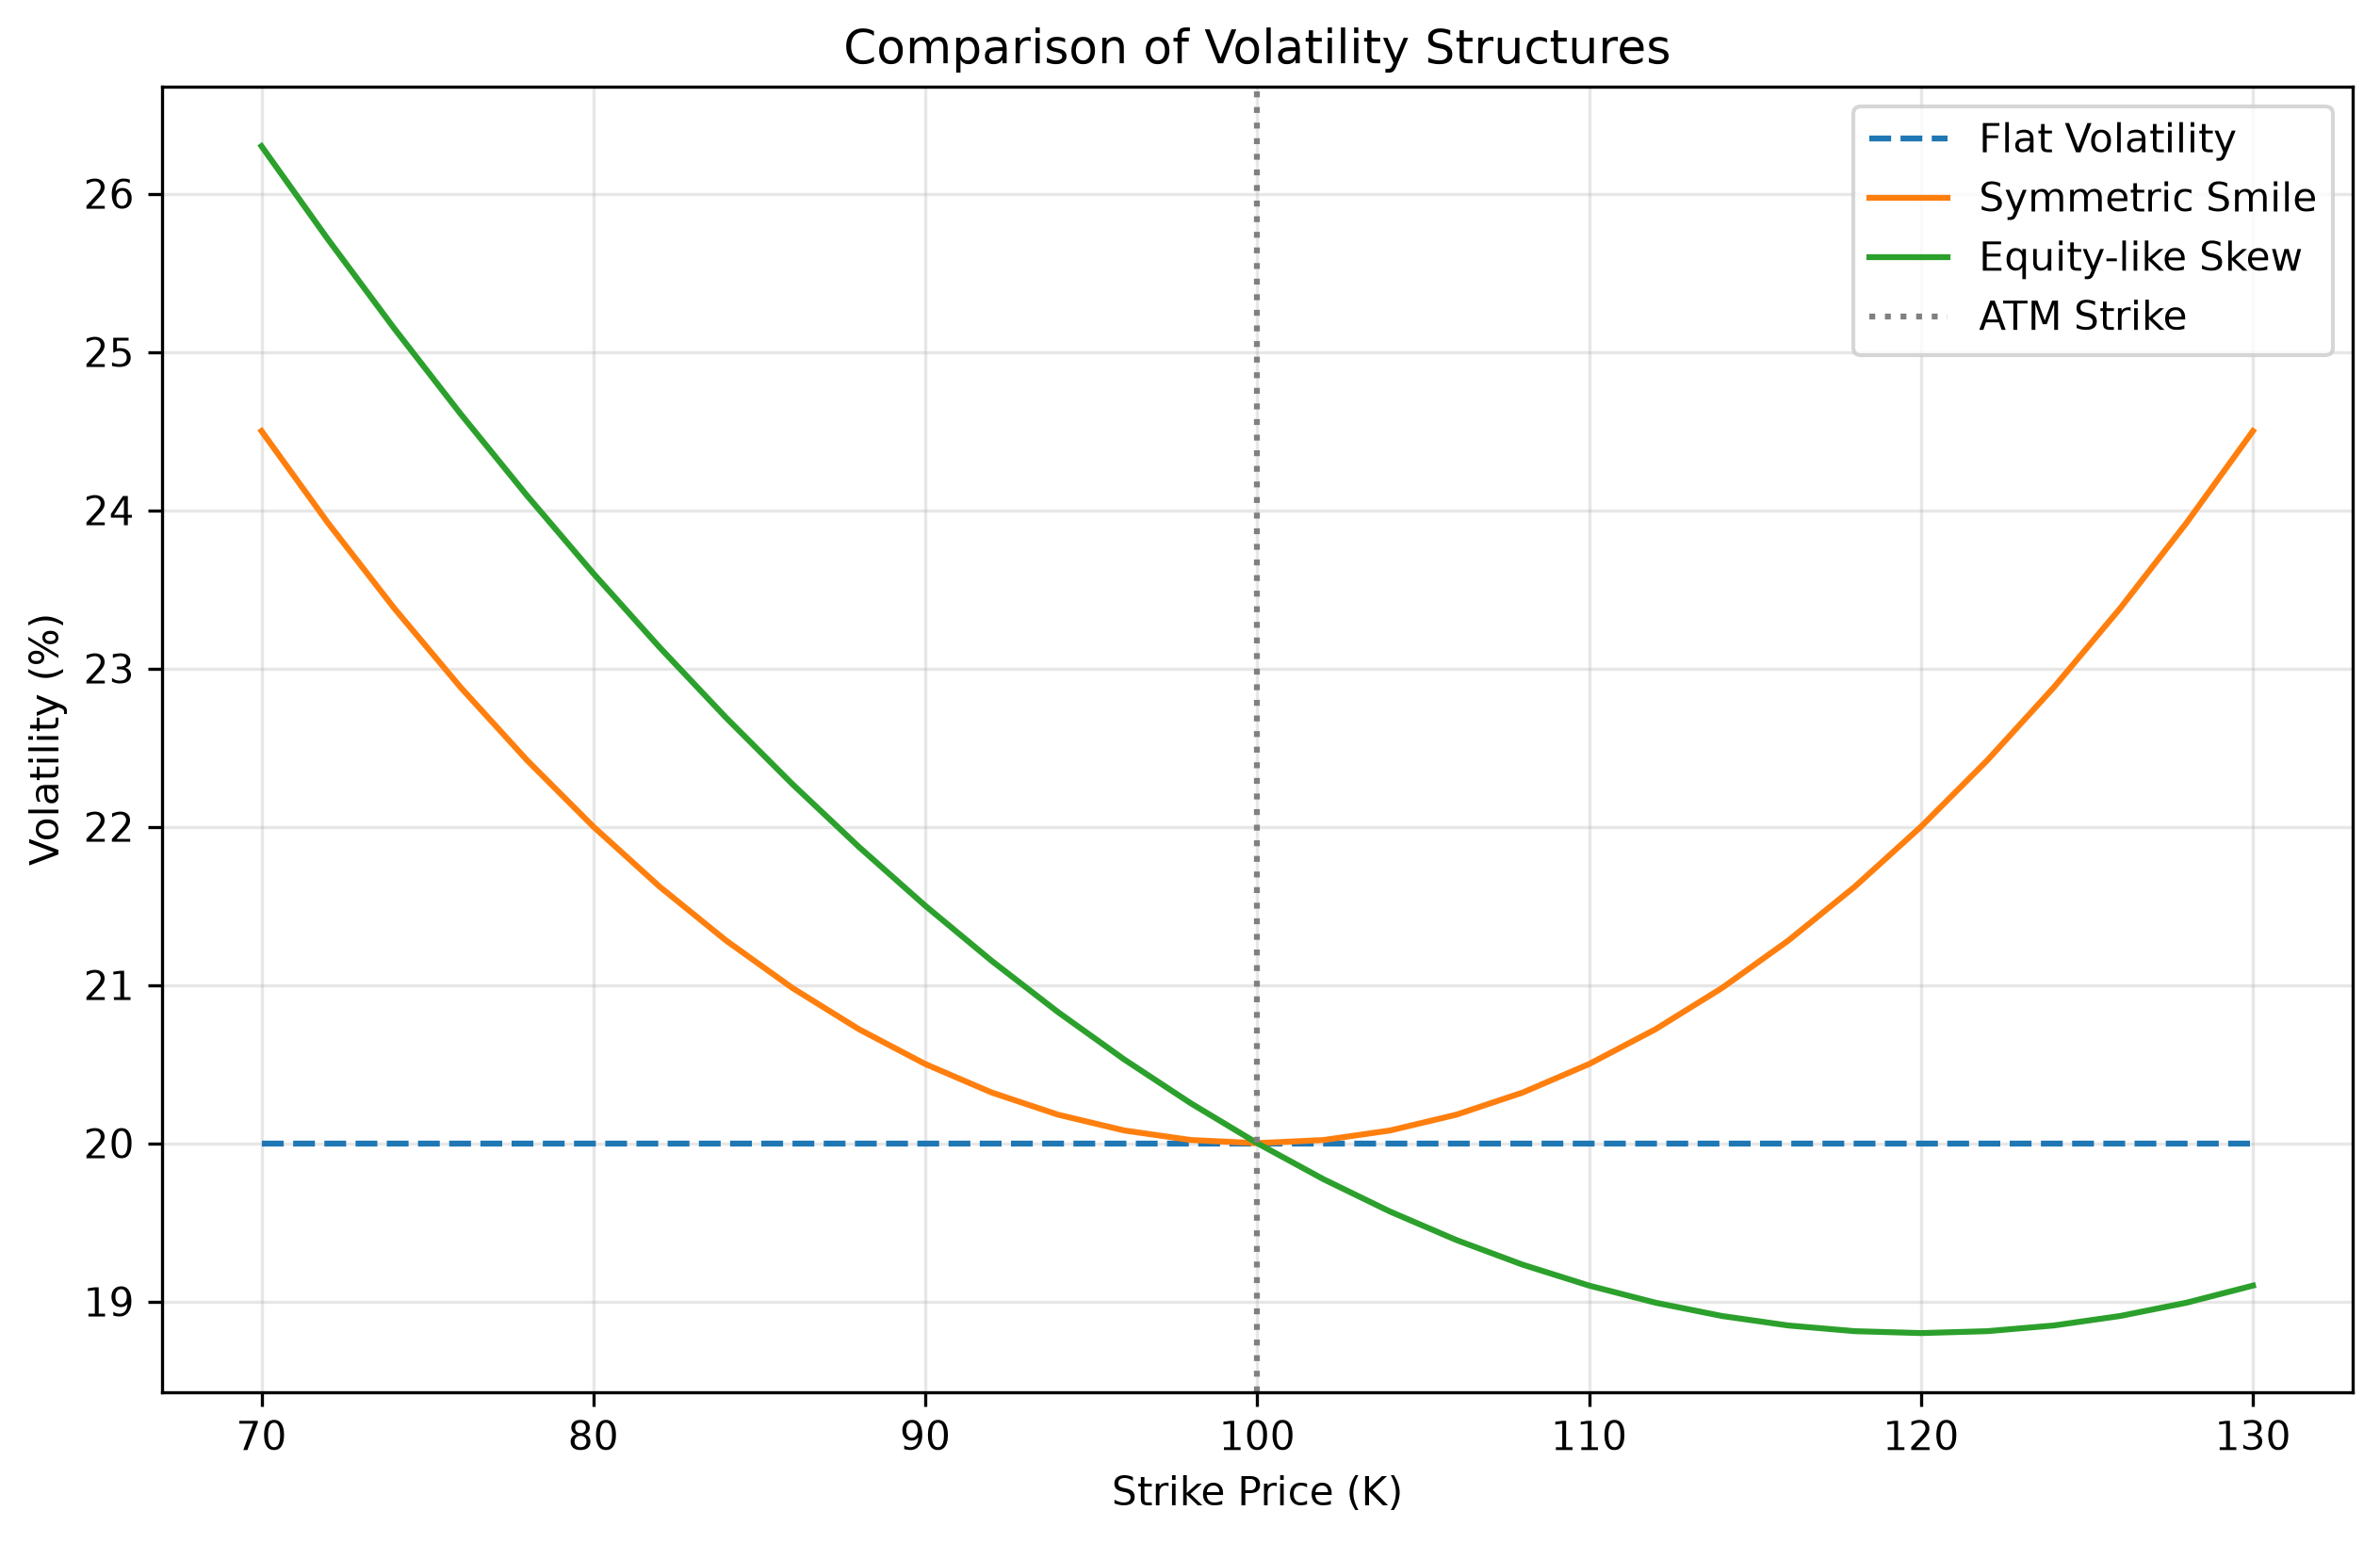 Comparison of Volatility Structures
Flat Volatility
Symmetric Smile
Equity-like Skew
ATM Strike
Volatility (%)
26
25
24
23
22
21
20
19
70 80 90 100 110 120 130
Strike Price (K)